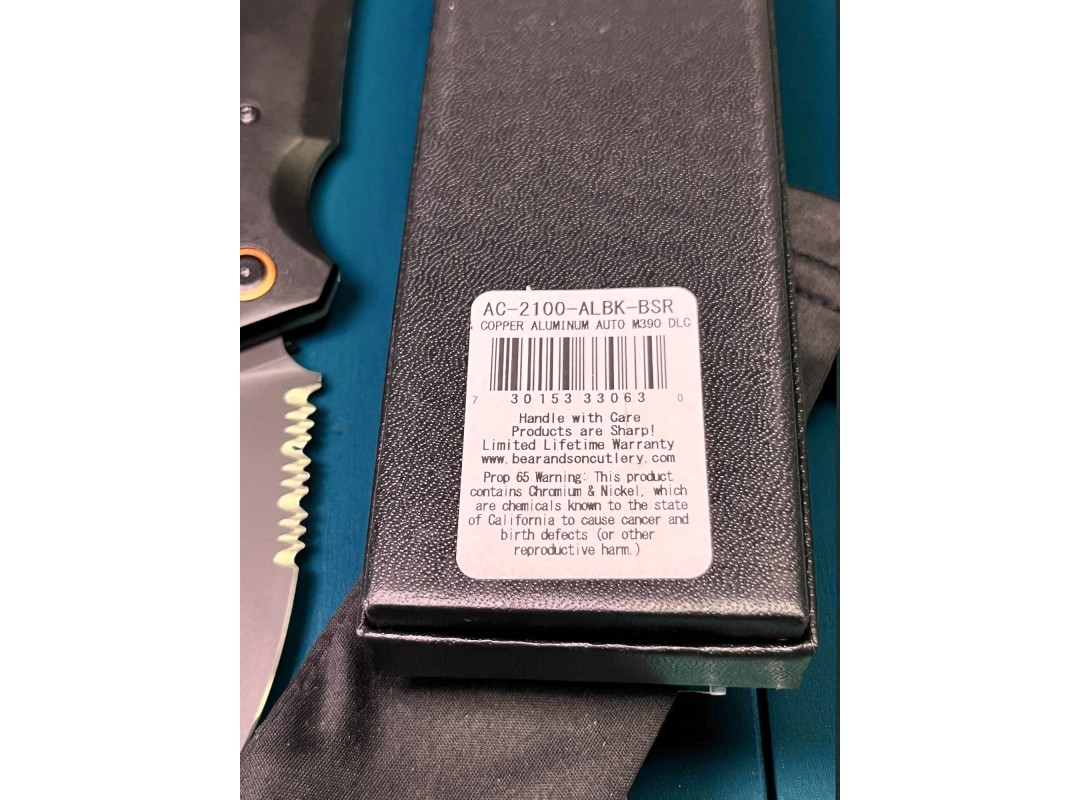 AC-2100-ALBK-BSR
COPPER ALUMINUM AUTO M390 DLC
7 30153 33063 0
Handle with Care
Products are Sharp!
Limited Lifetime Warranty
www.bearandsoncutlery.com
Prop 65 Warning: This product
contains Chromium & Nickel, which
are chemicals known to the state
of California to cause cancer and
birth defects (or other
reproductive harm.)